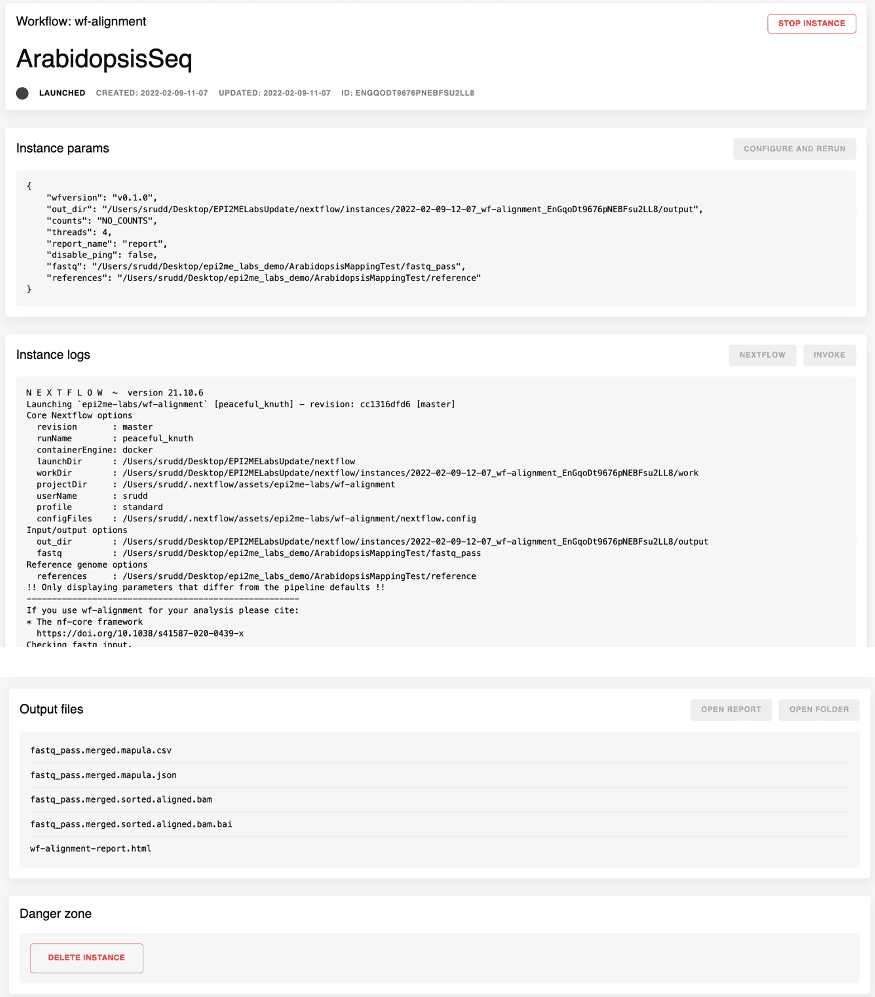 Workflow: wf-alignment
STOP INSTANCE
ArabidopsisSeq
LAUNCHED CREATED: 2022-02-09-11-07 UPDATED: 2022-02-09-11-07 ID: ENGQODT9676PNEBFSU2LL8
Instance params
CONFIGURE AND RERUN
{
"wfversion": "v0.1.0",
"out_dir": "/Users/srudd/Desktop/EPI2MELabsUpdate/nextflow/instances/2022-02-09-12-07_wf-alignment_EnGqoDt9676pNEBFsu2LL8/output",
"counts": "NO_COUNTS",
"threads": 4,
"report_name": "report",
"disable_ping": false,
"fastq": "/Users/srudd/Desktop/epi2me_labs_demo/ArabidopsisMappingTest/fastq_pass",
"references": "/Users/srudd/Desktop/epi2me_labs_demo/ArabidopsisMappingTest/reference"
}
Instance logs
NEXTFLOW INVOKE
N E X T F L O W ~ version 21.10.6
Launching `epi2me-labs/wf-alignment` [peaceful_knuth] - revision: cc1316dfd6 [master]
Core Nextflow options
revision : master
runName : peaceful_knuth
containerEngine: docker
launchDir : /Users/srudd/Desktop/EPI2MELabsUpdate/nextflow
workDir : /Users/srudd/Desktop/EPI2MELabsUpdate/nextflow/instances/2022-02-09-12-07_wf-alignment_EnGqoDt9676pNEBFsu2LL8/work
projectDir : /Users/srudd/.nextflow/assets/epi2me-labs/wf-alignment
userName : srudd
profile : standard
configFiles : /Users/srudd/.nextflow/assets/epi2me-labs/wf-alignment/nextflow.config
Input/output options
out_dir : /Users/srudd/Desktop/EPI2MELabsUpdate/nextflow/instances/2022-02-09-12-07_wf-alignment_EnGqoDt9676pNEBFsu2LL8/output
fastq : /Users/srudd/Desktop/epi2me_labs_demo/ArabidopsisMappingTest/fastq_pass
Reference genome options
references : /Users/srudd/Desktop/epi2me_labs_demo/ArabidopsisMappingTest/reference
!! Only displaying parameters that differ from the pipeline defaults !!
------------------------------------------------------
If you use wf-alignment for your analysis please cite:
* The nf-core framework
https://doi.org/10.1038/s41587-020-0439-x
Checking fastq input.
Output files
OPEN REPORT OPEN FOLDER
fastq_pass.merged.mapula.csv
fastq_pass.merged.mapula.json
fastq_pass.merged.sorted.aligned.bam
fastq_pass.merged.sorted.aligned.bam.bai
wf-alignment-report.html
Danger zone
DELETE INSTANCE